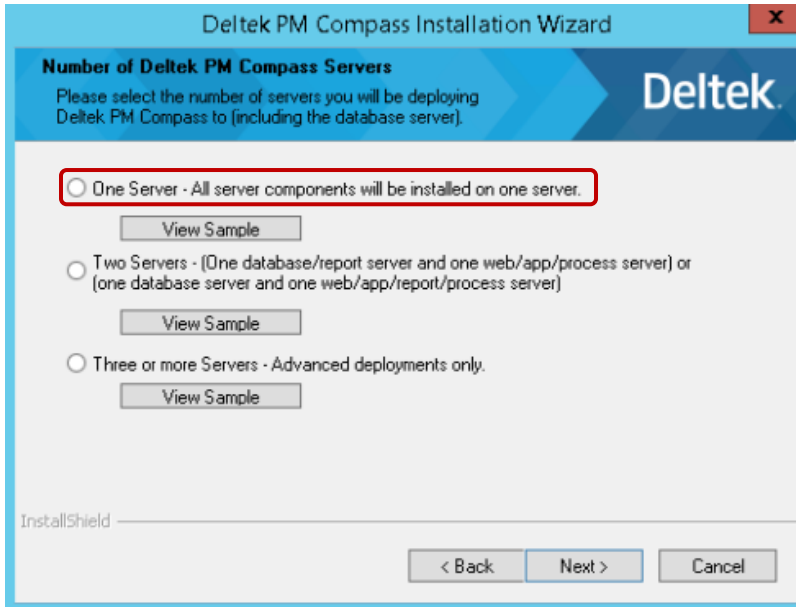 Deltek PM Compass Installation Wizard
x
Number of Deltek PM Compass Servers
Please select the number of servers you will be deploying
Deltek PM Compass to (including the database server).
Deltek.
One Server - All server components will be installed on one server.
View Sample
Two Servers - (One database/report server and one web/app/process server) or
(one database server and one web/app/report/process server)
View Sample
Three or more Servers - Advanced deployments only.
View Sample
InstallShield
< Back
Next >
Cancel